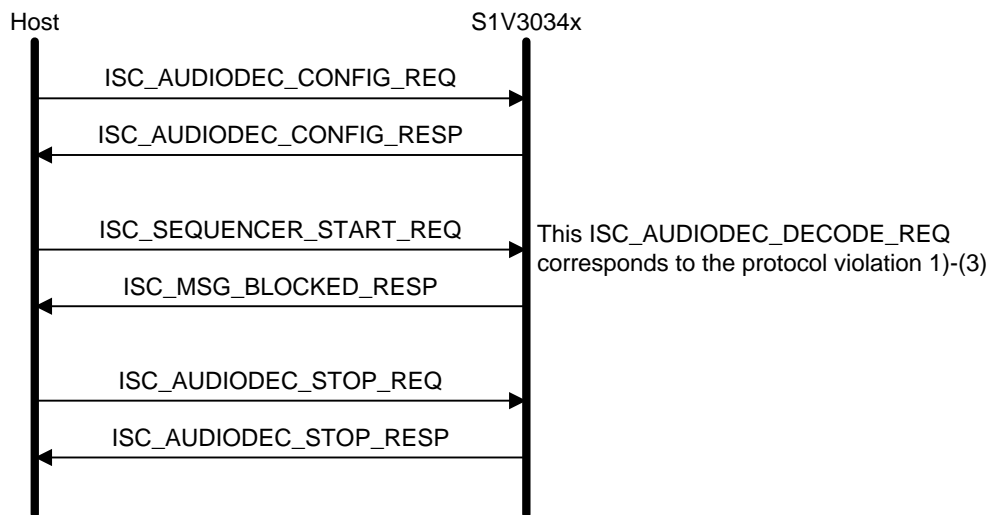 Host
S1V3034x
ISC_AUDIODEC_CONFIG_REQ
ISC_AUDIODEC_CONFIG_RESP
ISC_SEQUENCER_START_REQ
This ISC_AUDIODEC_DECODE_REQ
corresponds to the protocol violation 1)-(3)
ISC_MSG_BLOCKED_RESP
ISC_AUDIODEC_STOP_REQ
ISC_AUDIODEC_STOP_RESP